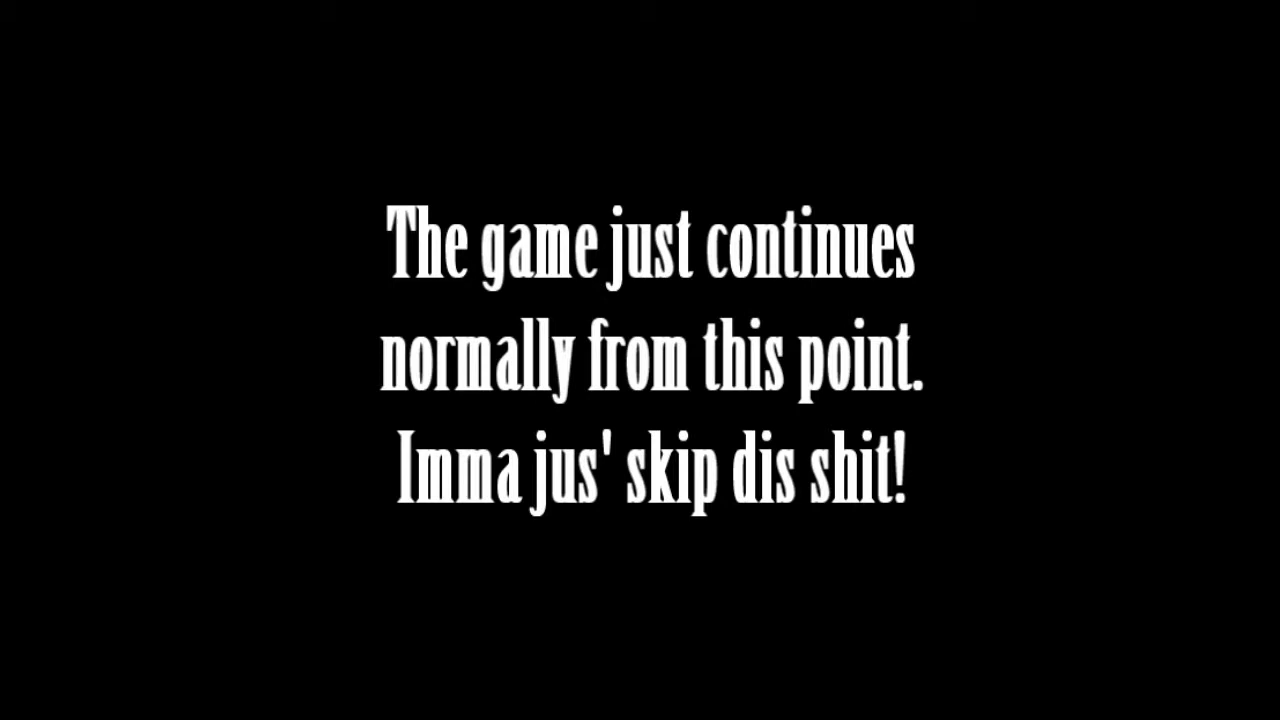 The game just continues
normally from this point.
Imma jus' skip dis shit!